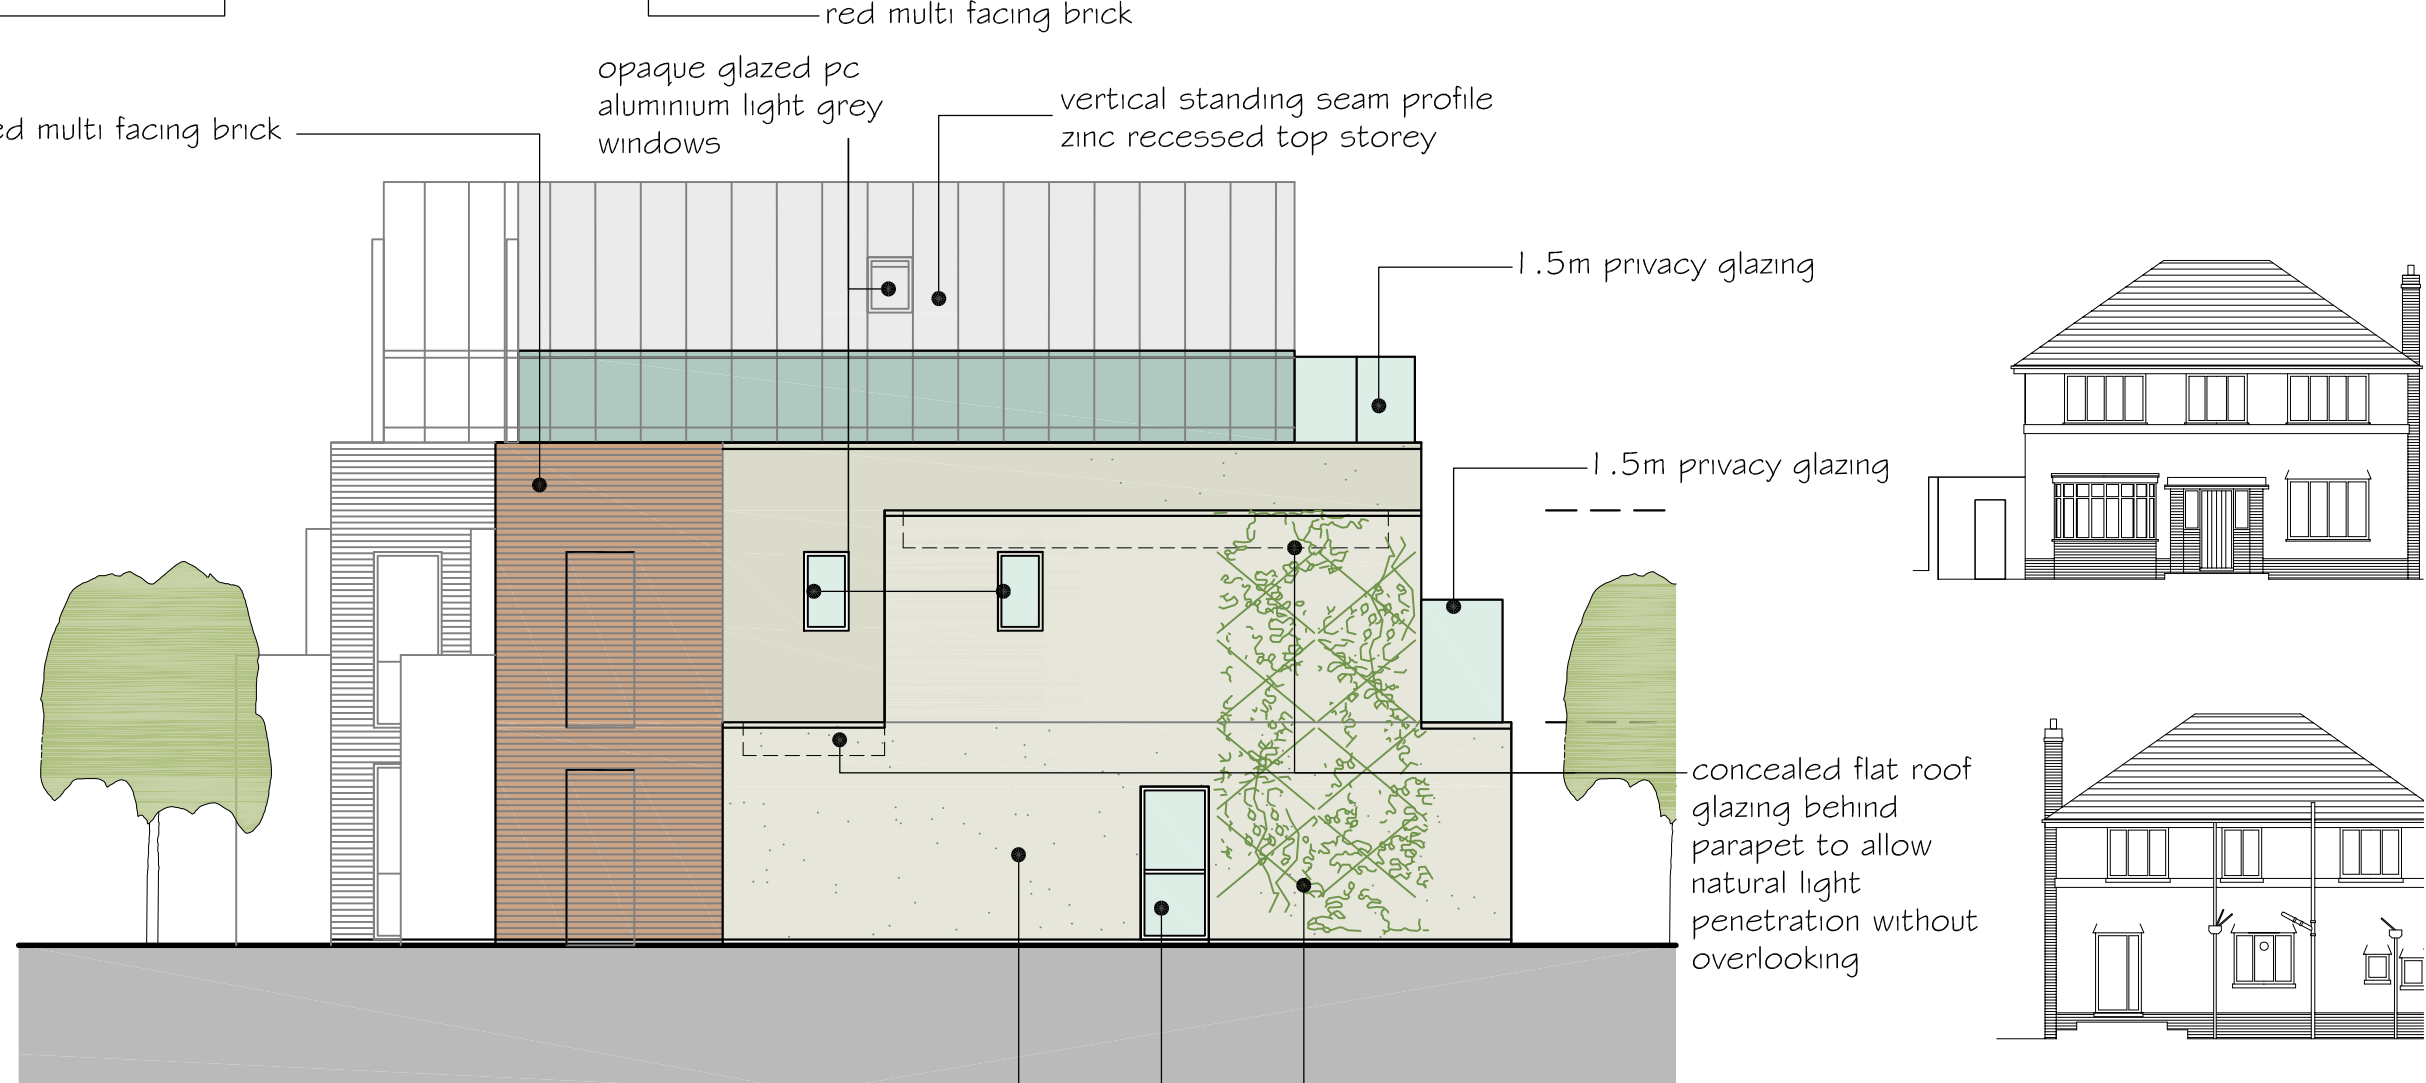 red multi facing brick
opaque glazed pc
aluminium light grey
windows
vertical standing seam profile
zinc recessed top storey
ed multi facing brick
1.5m privacy glazing
1.5m privacy glazing
concealed flat roof
glazing behind
parapet to allow
natural light
penetration without
overlooking